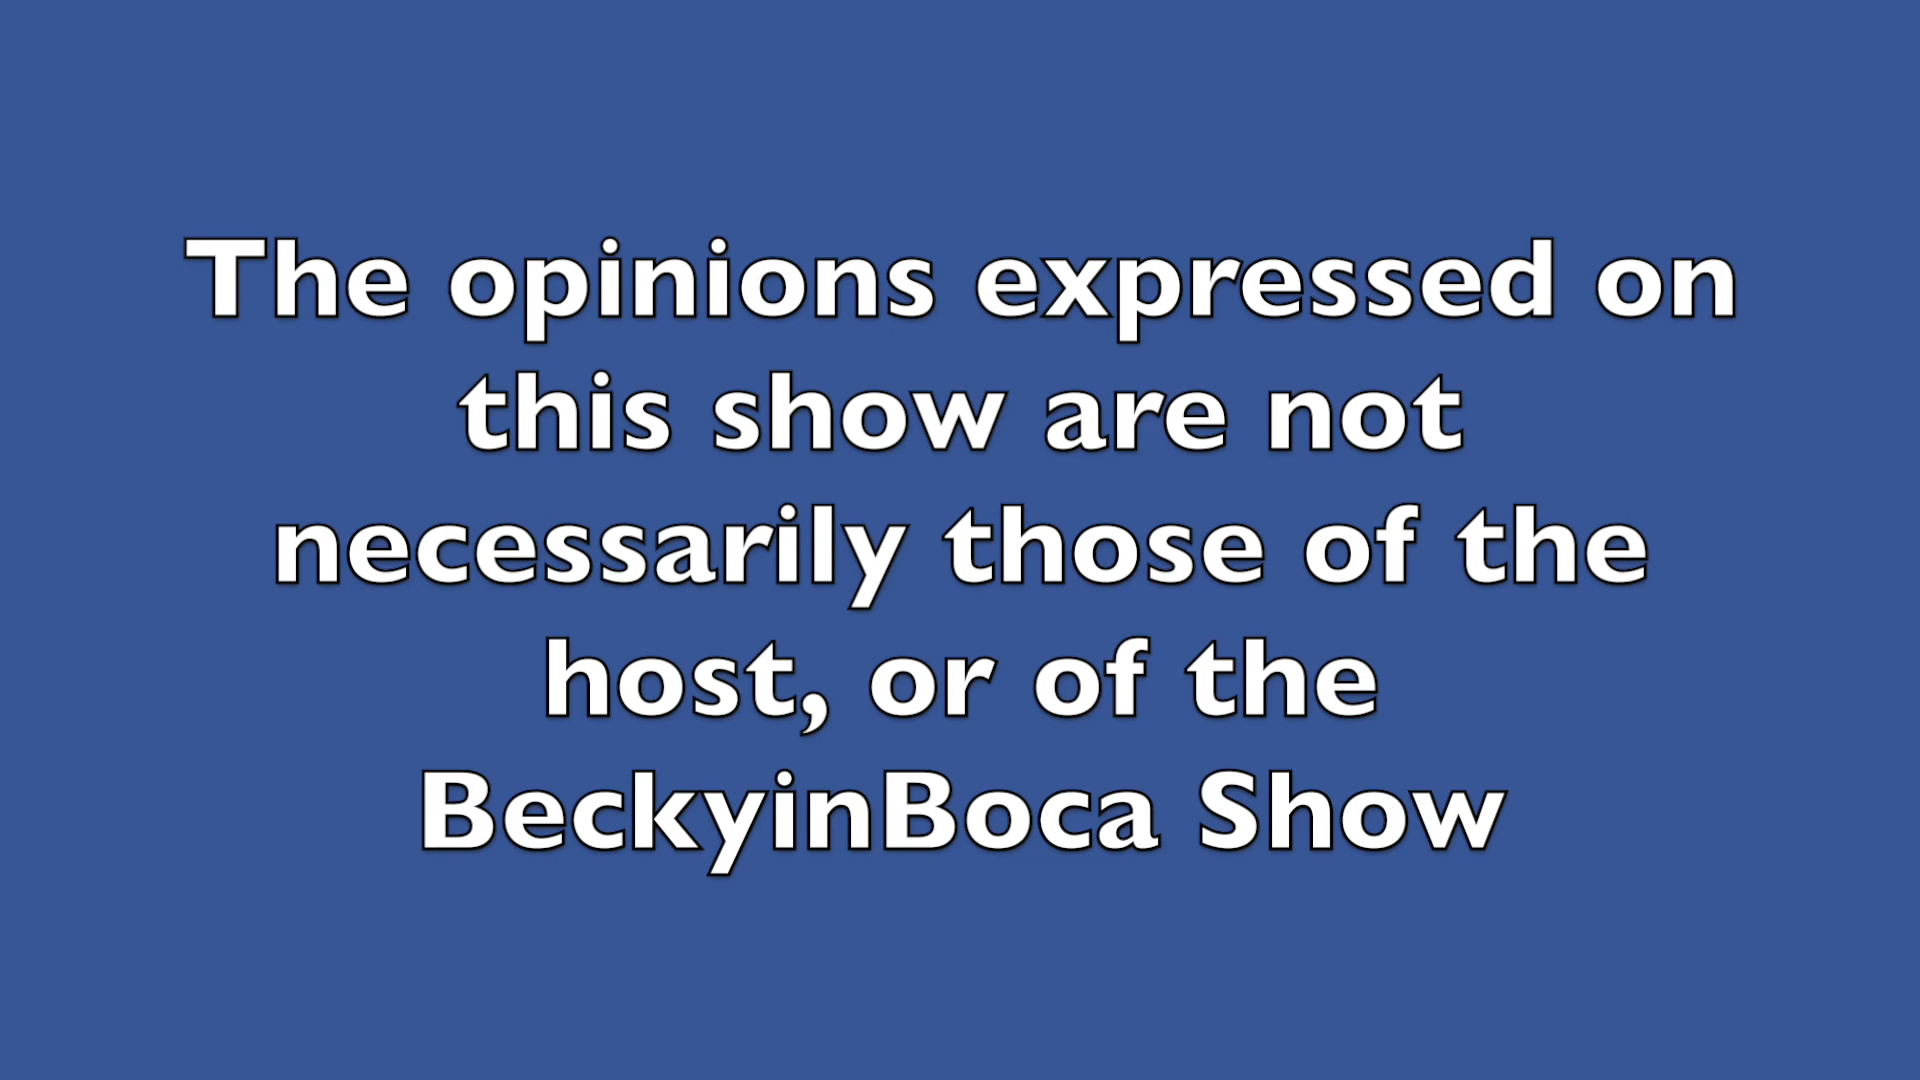 The opinions expressed on
this show are not
necessarily those of the
host, or of the
BeckyinBoca Show